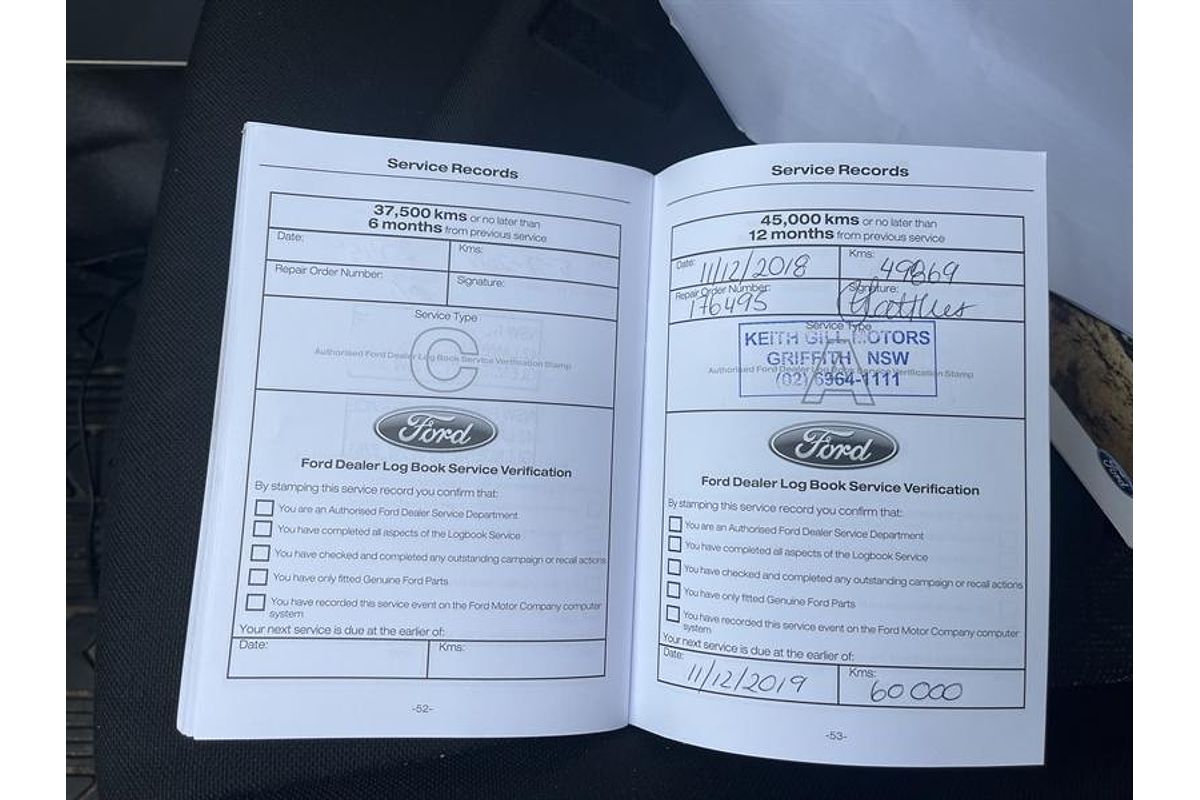 Service Records
37,500 kms or no later than
6 months from previous service
Date:
Kms:
Repair Order Number:
Signature:
Service Type
C
Authorised Ford Dealer Log Book Service Verification Stamp
Ford
Ford Dealer Log Book Service Verification
By stamping this service record you confirm that:
You are an Authorised Ford Dealer Service Department
You have completed all aspects of the Logbook Service
You have checked and completed any outstanding campaign or recall actions
You have only fitted Genuine Ford Parts
You have recorded this service event on the Ford Motor Company computer
system
Your next service is due at the earlier of:
Date:
Kms:
-52-
Service Records
45,000 kms or no later than
12 months from previous service
Date: 11/12/2018
Kms: 49869
Repair Order Number:
176495
Signature:
Service Type
A
KEITH GILL MOTORS
GRIFFITH NSW
Authorised Ford Dealer Log Book Service Verification Stamp
(02) 6964-1111
Ford
Ford Dealer Log Book Service Verification
By stamping this service record you confirm that:
You are an Authorised Ford Dealer Service Department
You have completed all aspects of the Logbook Service
You have checked and completed any outstanding campaign or recall actions
You have only fitted Genuine Ford Parts
You have recorded this service event on the Ford Motor Company computer
system
Your next service is due at the earlier of:
Date: 11/12/2019
Kms: 60 000
-53-
Ford